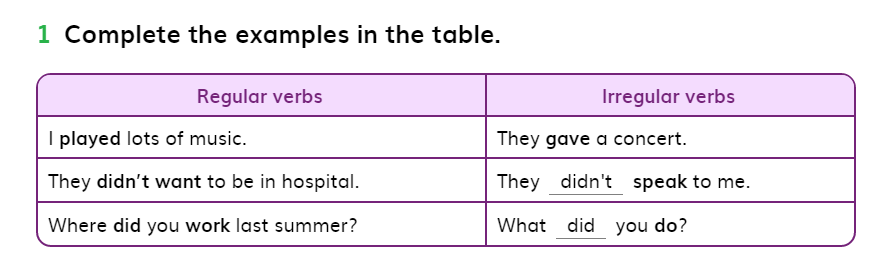 1 Complete the examples in the table.
Regular verbs Irregular verbs
I played lots of music. They gave a concert.
They didn’t want to be in hospital. They didn't speak to me.
Where did you work last summer? What did you do?